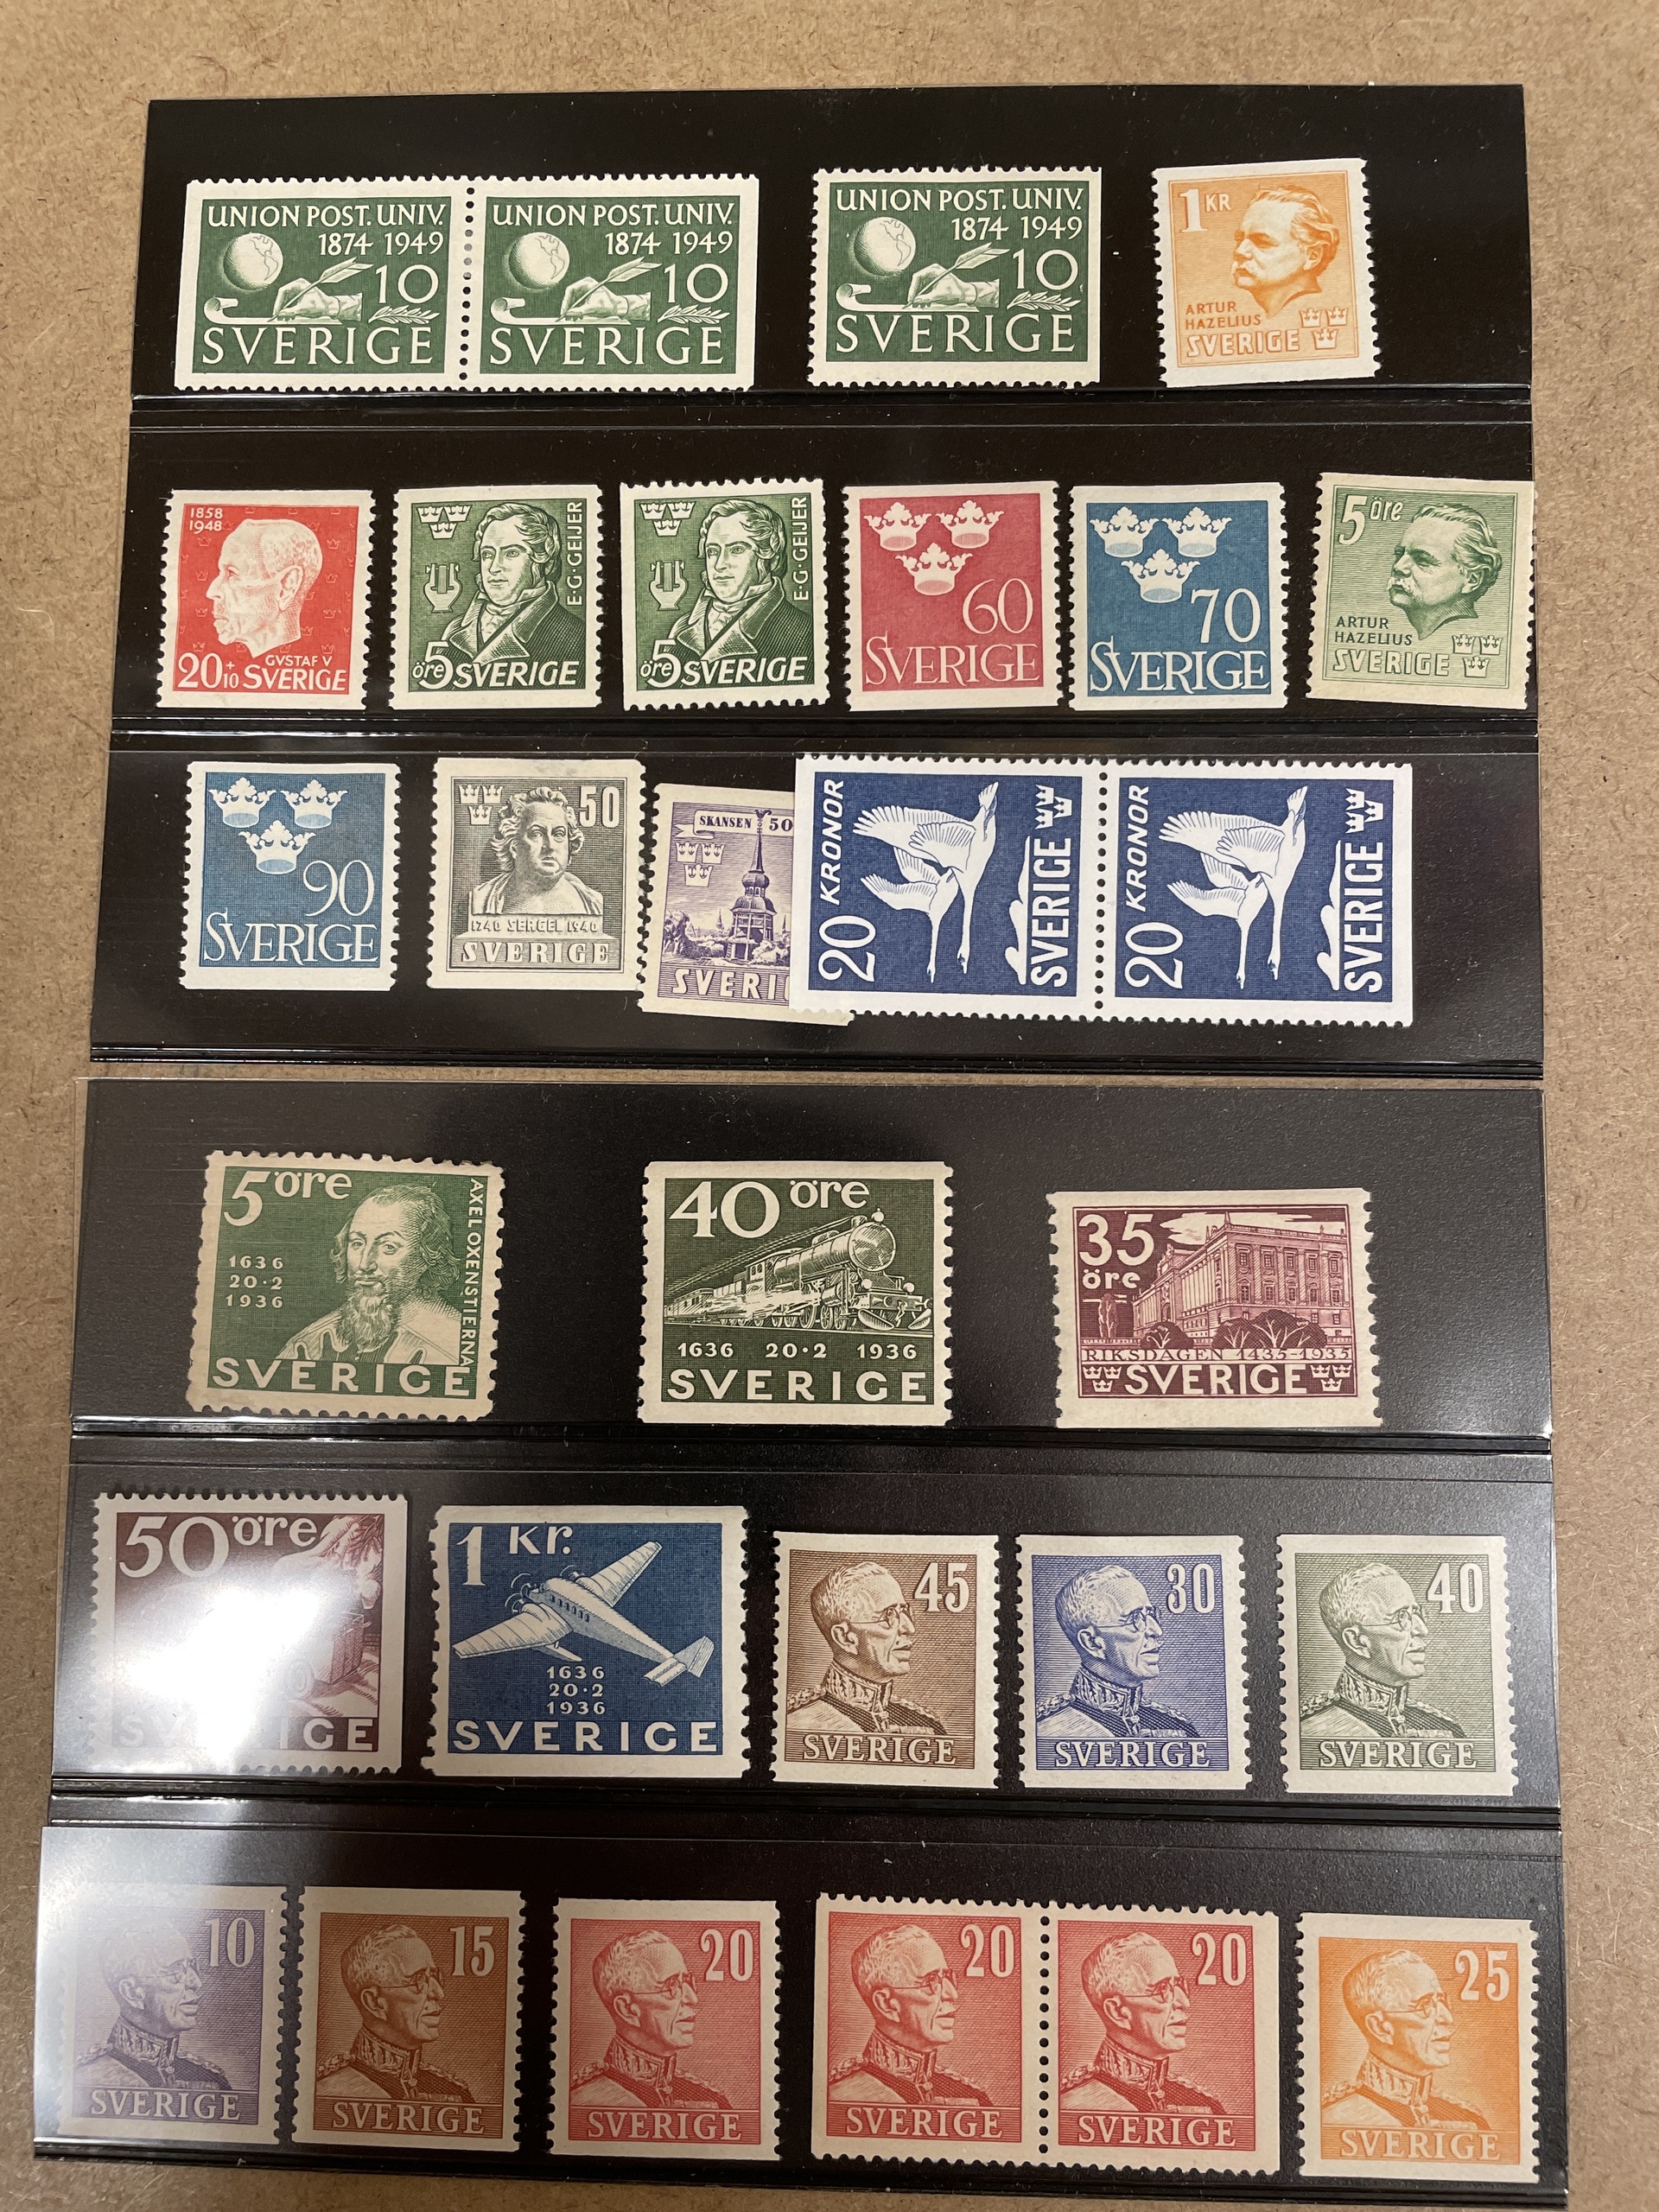 UNION POST. UNIV.
1874 1949
10
SVERIGE
UNION POST. UNIV.
1874 1949
10
SVERIGE
UNION POST. UNIV.
1874 1949
10
SVERIGE
1 KR
ARTUR
HAZELIUS
SVERIGE
1858
1948
GVSTAF V
20+10 SVERIGE
E·G·GEIJER
5
öre SVERIGE
E·G·GEIJER
5
öre SVERIGE
60
SVERIGE
70
SVERIGE
5 öre
ARTUR
HAZELIUS
SVERIGE
90
SVERIGE
50
1740 SERGEL 1940
SVERIGE
SKANSEN 50
SVERI
20 KRONOR
SVERIGE
20 KRONOR
SVERIGE
5 öre
AXEL OXENSTIERNA
1636
20·2
1936
SVERIGE
40 öre
1636 20·2 1936
SVERIGE
35
öre
RIKSDAGEN 1435-1935
SVERIGE
50 öre
1 Kr.
1636
20·2
1936
SVERIGE
45
SVERIGE
30
SVERIGE
40
SVERIGE
10
SVERIGE
15
SVERIGE
20
SVERIGE
20
SVERIGE
20
SVERIGE
25
SVERIGE